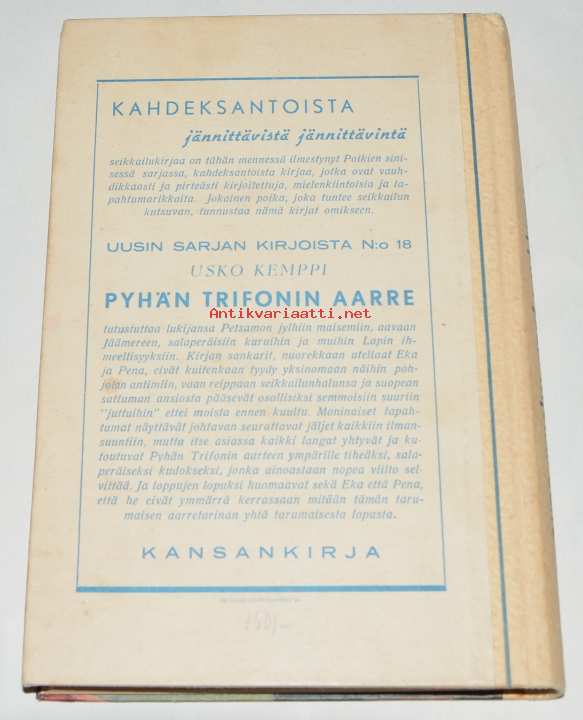 KAHDEKSANTOISTA
jännittävistä jännittävintä
seikkailukirjaa on tähän mennessä ilmestynyt Poikien sini-
sessä sarjassa, kahdeksantoista kirjaa, jotka ovat vauh-
dikkaasti ja pirteästi kirjoitettuja, mielenkiintoisia ja ta-
pahtumarikkaita. Jokainen poika, joka tuntee seikkailun
kutsuvan, tunnustaa nämä kirjat omikseen.
UUSIN SARJAN KIRJOISTA N:o 18
USKO KEMPPI
PYHÄN TRIFONIN AARRE
Antikvariaatti.net
tutustuttaa lukijansa Petsamon jylhiin maisemiin, aavaan
Jäämereen, salaperäisiin kuruihin ja muihin Lapin ih-
meellisyyksiin. Kirjan sankarit, nuorekkaan uteliaat Eka
ja Pena, eivät kuitenkaan tyydy yksinomaan näihin poh-
jolan antimiin, vaan reippaan seikkailunhalunsa ja suopean
sattuman ansiosta pääsevät osallisiksi semmoisiin suuriin
"juttuihin" ettei moista ennen kuultu. Moninaiset tapah-
tumat näyttävät johtavan seurattavat jäljet kaikkiin ilman-
suuntiin, mutta itse asiassa kaikki langat yhtyvät ja ku-
toutuvat Pyhän Trifonin aarteen ympärille tiheäksi, sala-
peräiseksi kudokseksi, jonka ainoastaan nopea viilto sel-
vittää. Ja loppujen lopuksi huomaavat sekä Eka että Pena,
että he eivät ymmärrä kerrassaan mitään tämän taru-
maisen aarretarinan yhtä tarumaisesta lopusta.
KANSANKIRJA